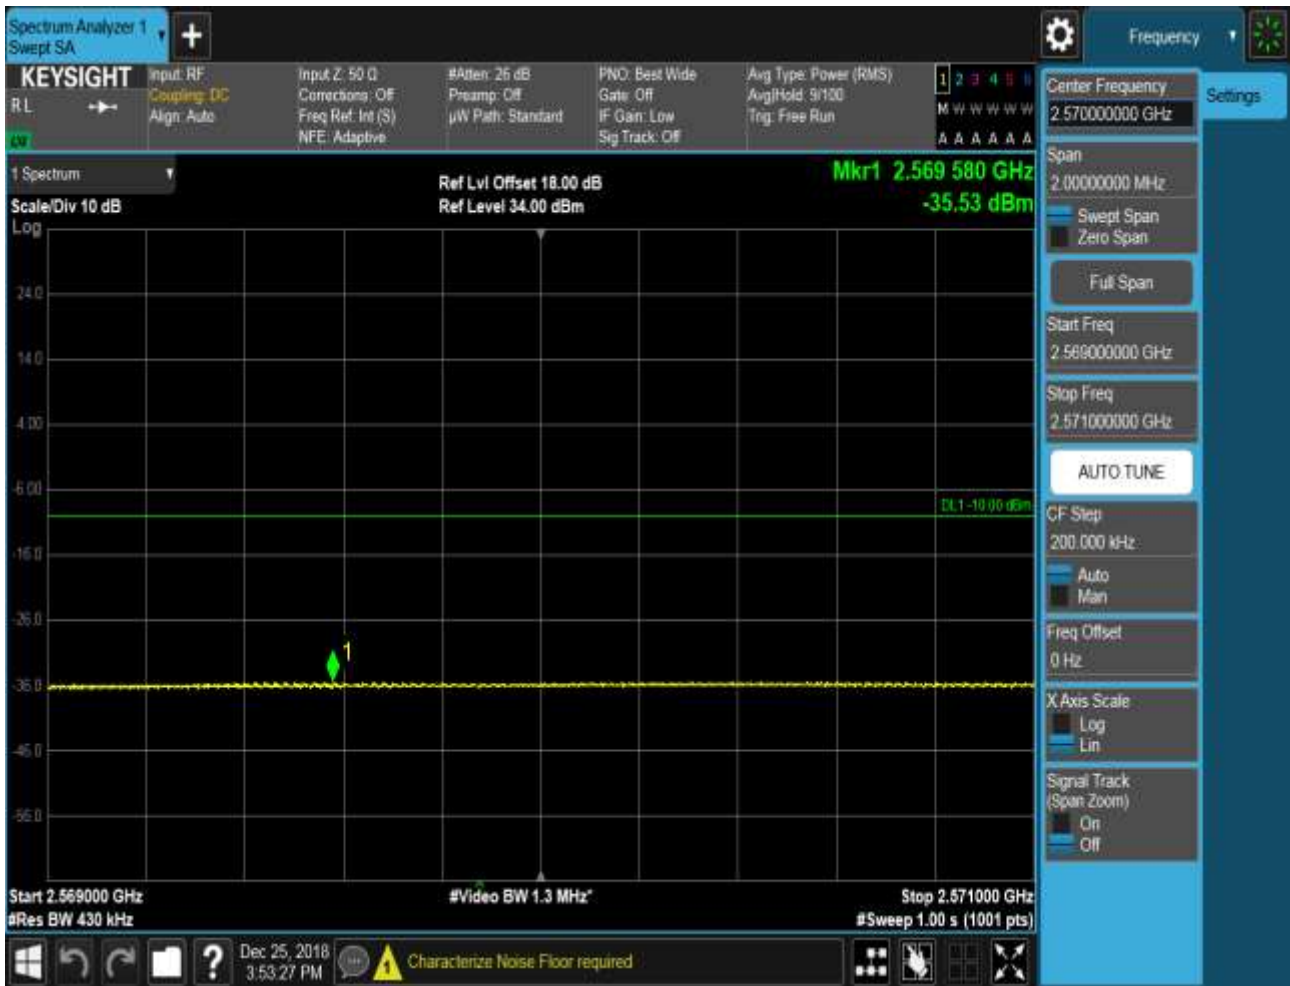 Spectrum Analyzer 1
Swept SA
Frequency
KEYSIGHT
RL
Input: RF
Coupling: DC
Align: Auto
Input Z: 50 Ω
Corrections: Off
Freq Ref: Int (S)
NFE: Adaptive
#Atten: 26 dB
Preamp: Off
µW Path: Standard
PNO: Best Wide
Gate: Off
IF Gain: Low
Sig Track: Off
Avg Type: Power (RMS)
Avg|Hold: 9/100
Trig: Free Run
1 2 3 4 5 6
M W W W W W
A A A A A A
1 Spectrum
Scale/Div 10 dB
Log
Ref Lvl Offset 18.00 dB
Ref Level 34.00 dBm
Mkr1 2.569 580 GHz
-35.53 dBm
24.0
14.0
4.00
-6.00
-16.0
-26.0
-36.0
-46.0
-56.0
DL1 -10.00 dBm
1
Start 2.569000 GHz
#Res BW 430 kHz
#Video BW 1.3 MHz*
Stop 2.571000 GHz
#Sweep 1.00 s (1001 pts)
Dec 25, 2018
3:53:27 PM
Characterize Noise Floor required
Center Frequency
2.570000000 GHz
Settings
Span
2.00000000 MHz
Swept Span
Zero Span
Full Span
Start Freq
2.569000000 GHz
Stop Freq
2.571000000 GHz
AUTO TUNE
CF Step
200.000 kHz
Auto
Man
Freq Offset
0 Hz
X Axis Scale
Log
Lin
Signal Track
(Span Zoom)
On
Off